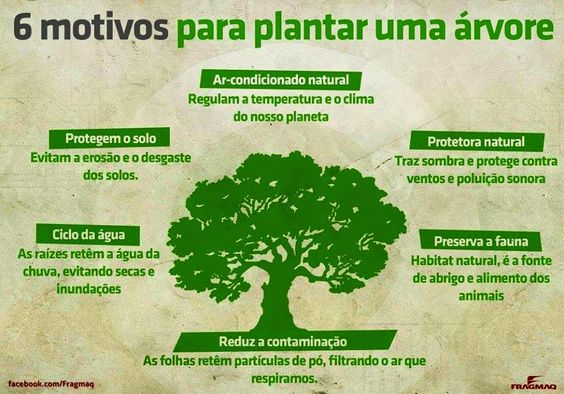 6 motivos para plantar uma árvore
Ar-condicionado natural
Regulam a temperatura e o clima
do nosso planeta
Protegem o solo
Evitam a erosão e o desgaste
dos solos.
Protetora natural
Traz sombra e protege contra
ventos e poluição sonora
Ciclo da água
As raízes retêm a água da
chuva, evitando secas e
inundações
Preserva a fauna
Habitat natural, é a fonte
de abrigo e alimento dos
animais
Reduz a contaminação
As folhas retêm partículas de pó, filtrando o ar que
respiramos.
facebook.com/Fragmaq
FRAGMAQ